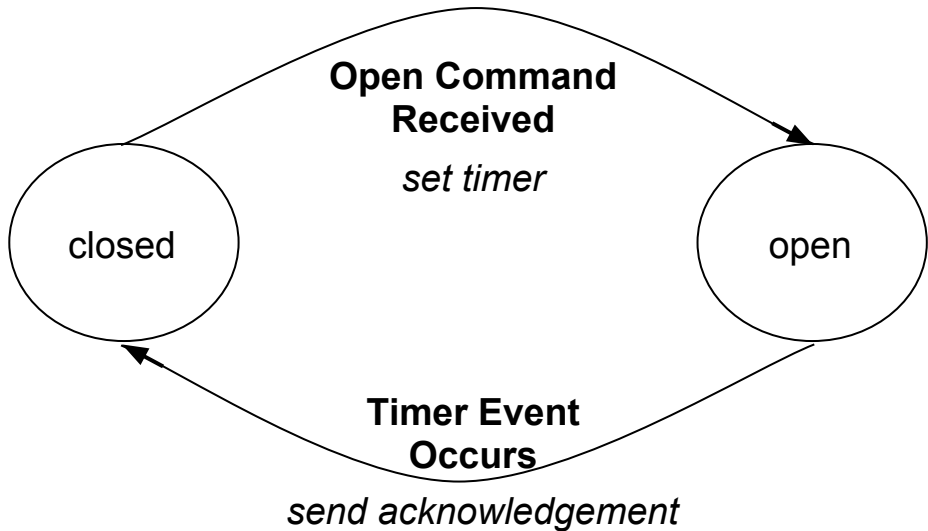 Open Command
Received
set timer
closed
open
Timer Event
Occurs
send acknowledgement